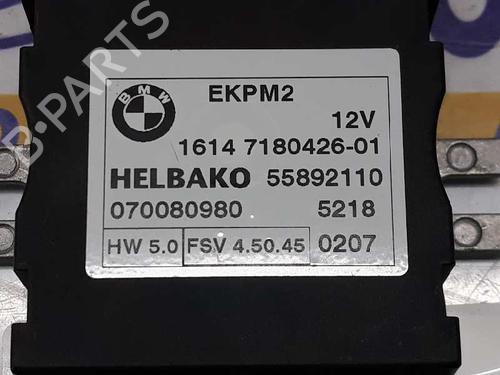 BMW
EKPM2
12V
1614 7180426-01
HELBAKO 55892110
070080980 5218
HW 5.0 FSV 4.50.45 0207
B-PARTS